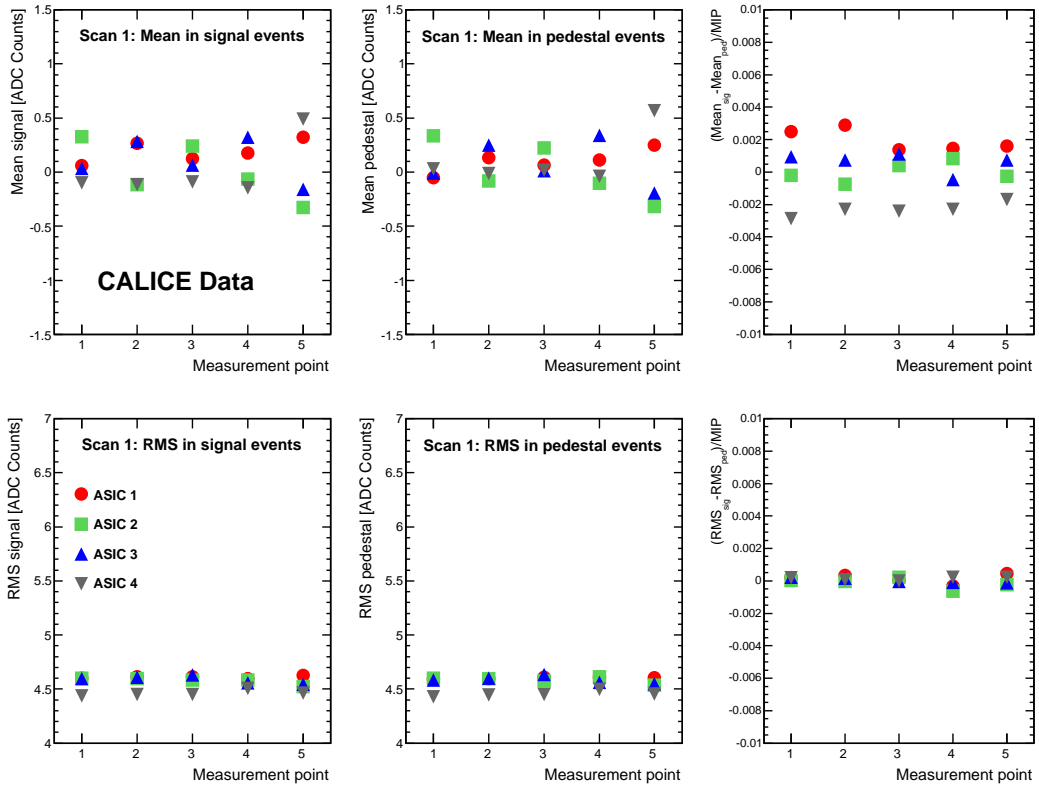 Scan 1: Mean in signal events
Mean signal [ADC Counts]
1.5
1
0.5
0
-0.5
-1
-1.5
CALICE Data
1 2 3 4 5
Measurement point
Scan 1: Mean in pedestal events
Mean pedestal [ADC Counts]
1.5
1
0.5
0
-0.5
-1
-1.5
1 2 3 4 5
Measurement point
(Mean_sig-Mean_ped)/MIP
0.01
0.008
0.006
0.004
0.002
0
-0.002
-0.004
-0.006
-0.008
-0.01
1 2 3 4 5
Measurement point
Scan 1: RMS in signal events
RMS signal [ADC Counts]
7
6.5
6
5.5
5
4.5
4
ASIC 1
ASIC 2
ASIC 3
ASIC 4
1 2 3 4 5
Measurement point
Scan 1: RMS in pedestal events
RMS pedestal [ADC Counts]
7
6.5
6
5.5
5
4.5
4
1 2 3 4 5
Measurement point
(RMS_sig-RMS_ped)/MIP
0.01
0.008
0.006
0.004
0.002
0
-0.002
-0.004
-0.006
-0.008
-0.01
1 2 3 4 5
Measurement point